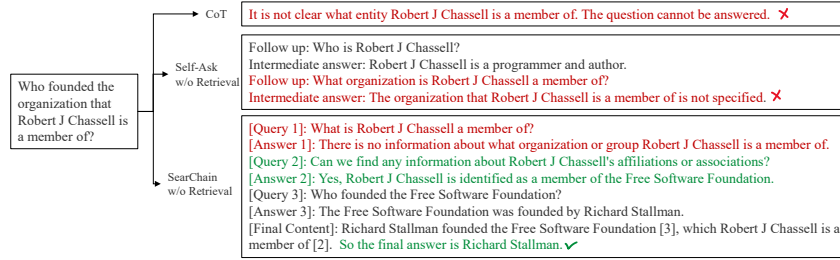 CoT
It is not clear what entity Robert J Chassell is a member of. The question cannot be answered.
Who founded the
organization that
Robert J Chassell is
a member of?
Self-Ask
w/o Retrieval
Follow up: Who is Robert J Chassell?
Intermediate answer: Robert J Chassell is a programmer and author.
Follow up: What organization is Robert J Chassell a member of?
Intermediate answer: The organization that Robert J Chassell is a member of is not specified.
SearChain
w/o Retrieval
[Query 1]: What is Robert J Chassell a member of?
[Answer 1]: There is no information about what organization or group Robert J Chassell is a member of.
[Query 2]: Can we find any information about Robert J Chassell's affiliations or associations?
[Answer 2]: Yes, Robert J Chassell is identified as a member of the Free Software Foundation.
[Query 3]: Who founded the Free Software Foundation?
[Answer 3]: The Free Software Foundation was founded by Richard Stallman.
[Final Content]: Richard Stallman founded the Free Software Foundation [3], which Robert J Chassell is a
member of [2]. So the final answer is Richard Stallman.